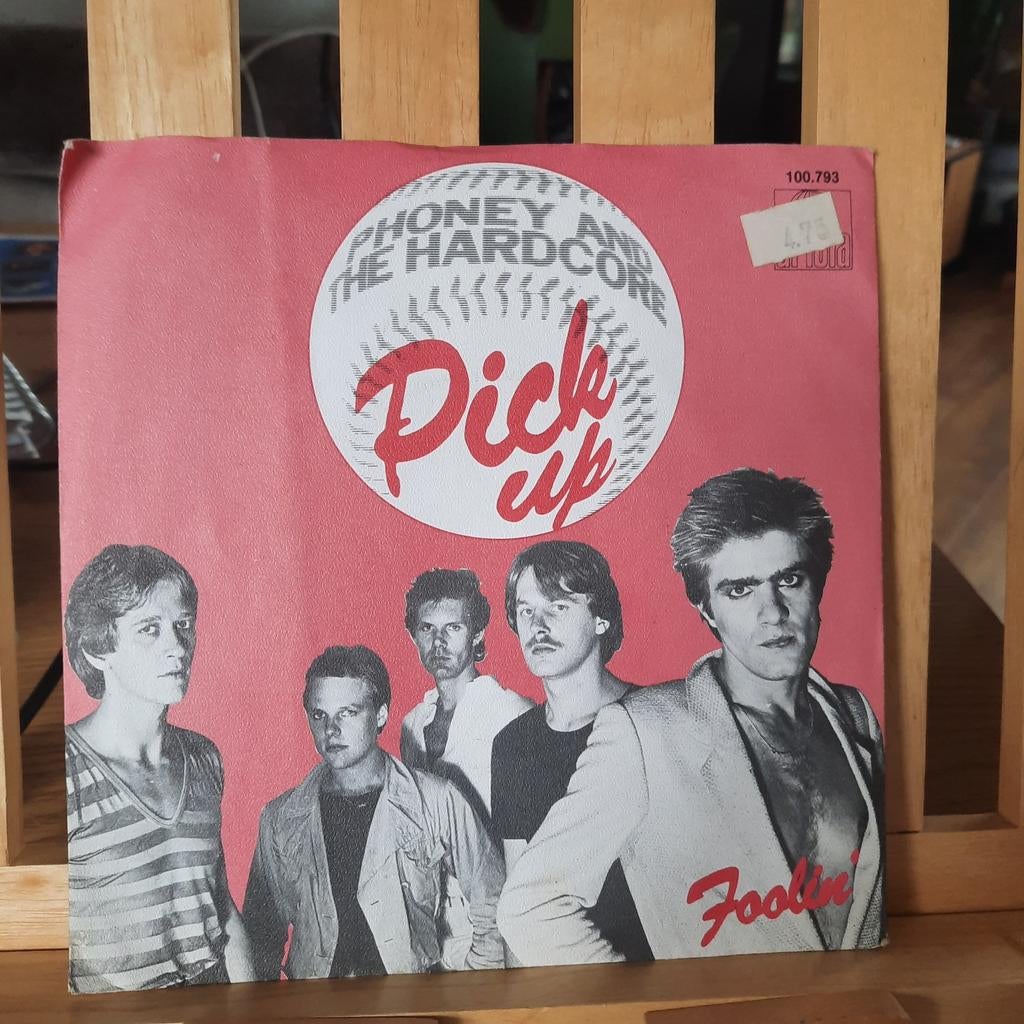 PHONEY AND
THE HARDCORE
Pick
up
100.793
4.75
Foolin'